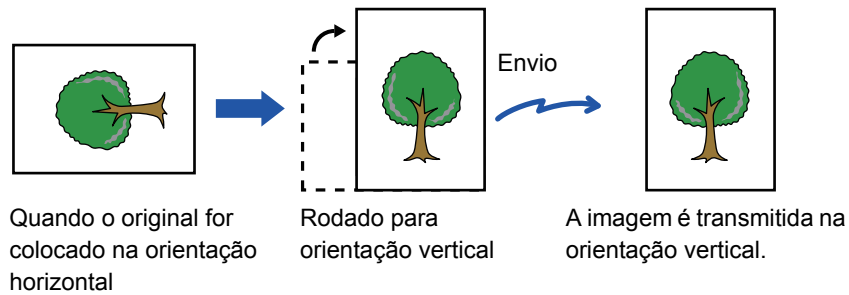 Envio
Quando o original for
colocado na orientação
horizontal
Rodado para
orientação vertical
A imagem é transmitida na
orientação vertical.